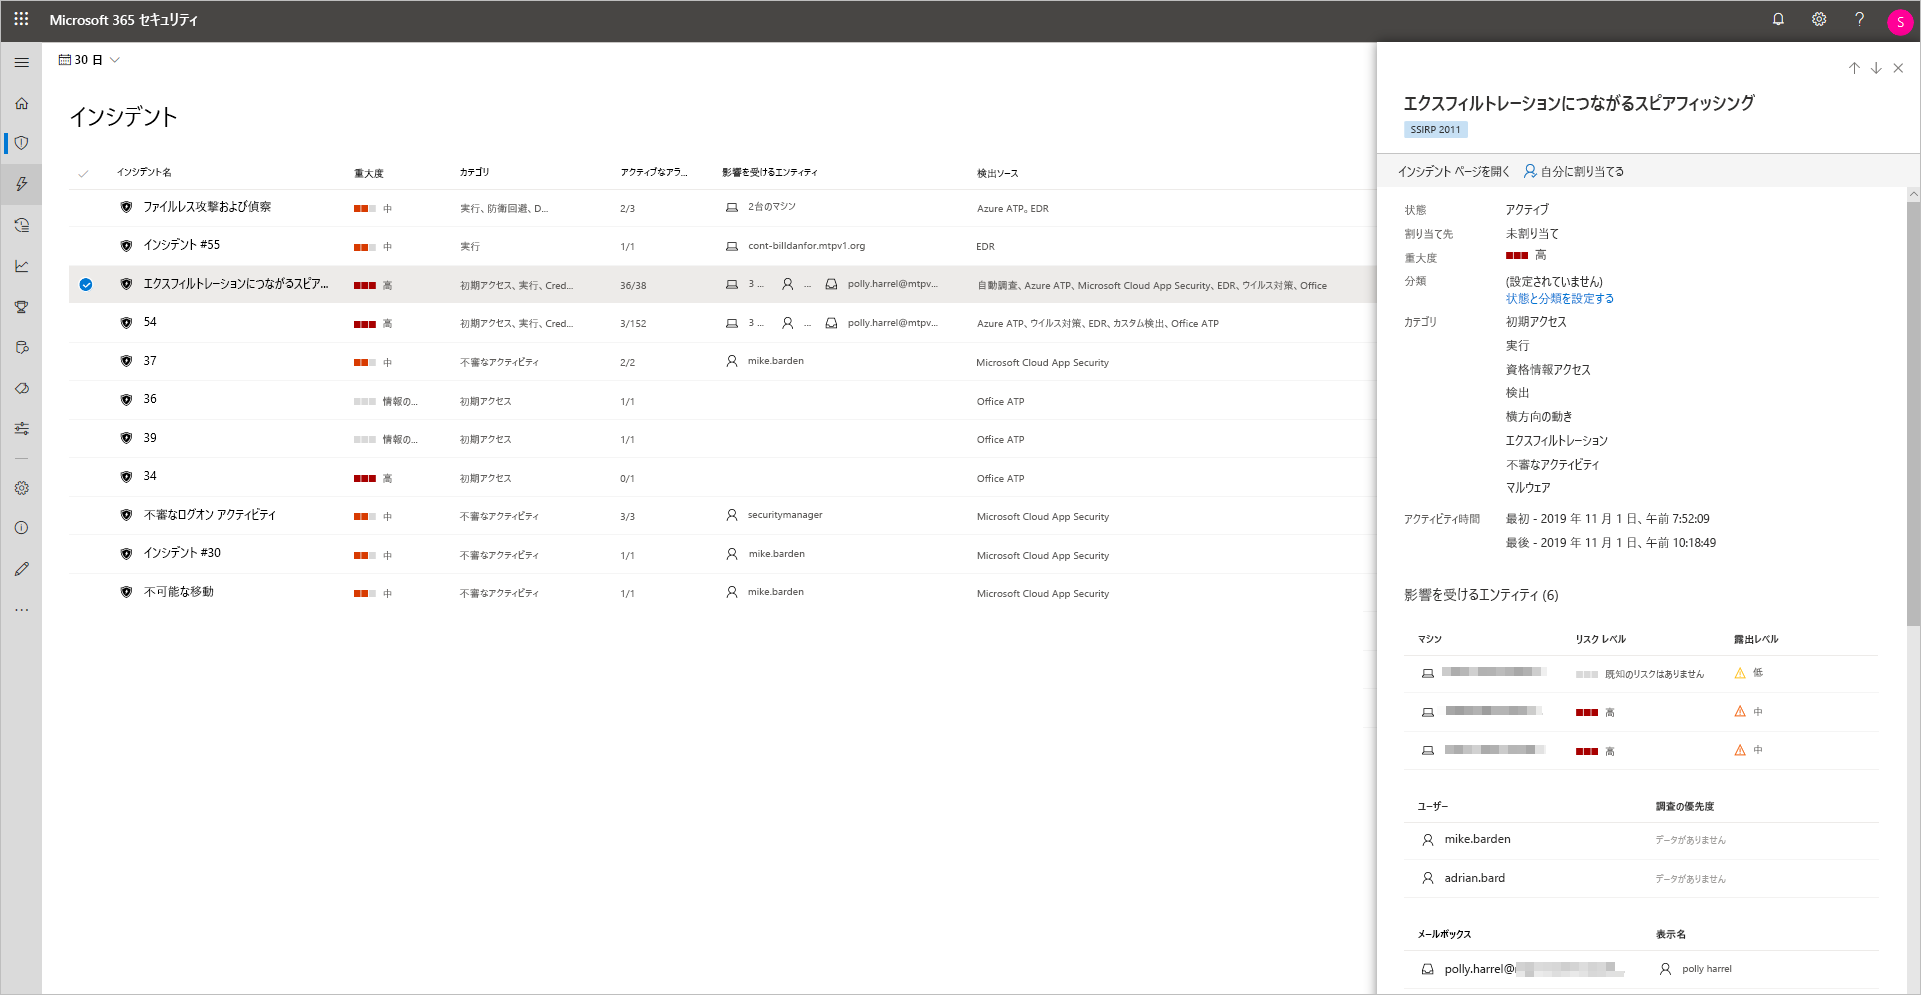 Microsoft 365 セキュリティ
S
30 日
インシデント
インシデント名 重大度 カテゴリ アクティブなアラ... 影響を受けるエンティティ 検出ソース
ファイルレス攻撃および偵察 中 実行、防衛回避、D... 2/3 2台のマシン Azure ATP。EDR
インシデント #55 中 実行 1/1 cont-billdanfor.mtpv1.org EDR
エクスフィルトレーションにつながるスピア... 高 初期アクセス、実行、Cred... 36/38 3 ... ... polly.harrel@mtpv... 自動調査、Azure ATP、Microsoft Cloud App Security、EDR、ウイルス対策、Office
54 高 初期アクセス、実行、Cred... 3/152 3 ... ... polly.harrel@mtpv... Azure ATP、ウイルス対策、EDR、カスタム検出、Office ATP
37 中 不審なアクティビティ 2/2 mike.barden Microsoft Cloud App Security
36 情報の... 初期アクセス 1/1 Office ATP
39 情報の... 初期アクセス 1/1 Office ATP
34 高 初期アクセス 0/1 Office ATP
不審なログオン アクティビティ 中 不審なアクティビティ 3/3 securitymanager Microsoft Cloud App Security
インシデント #30 中 不審なアクティビティ 1/1 mike.barden Microsoft Cloud App Security
不可能な移動 中 不審なアクティビティ 1/1 mike.barden Microsoft Cloud App Security
エクスフィルトレーションにつながるスピアフィッシング
SSIRP 2011
インシデント ページを開く 自分に割り当てる
状態 アクティブ
割り当て先 未割り当て
重大度 高
分類 (設定されていません)
状態と分類を設定する
カテゴリ 初期アクセス
実行
資格情報アクセス
検出
横方向の動き
エクスフィルトレーション
不審なアクティビティ
マルウェア
アクティビティ時間 最初 - 2019 年 11 月 1 日、午前 7:52:09
最後 - 2019 年 11 月 1 日、午前 10:18:49
影響を受けるエンティティ (6)
マシン リスク レベル 露出レベル
既知のリスクはありません 低
高 中
高 中
ユーザー 調査の優先度
mike.barden データがありません
adrian.bard データがありません
メールボックス 表示名
polly.harrel@ polly harrel